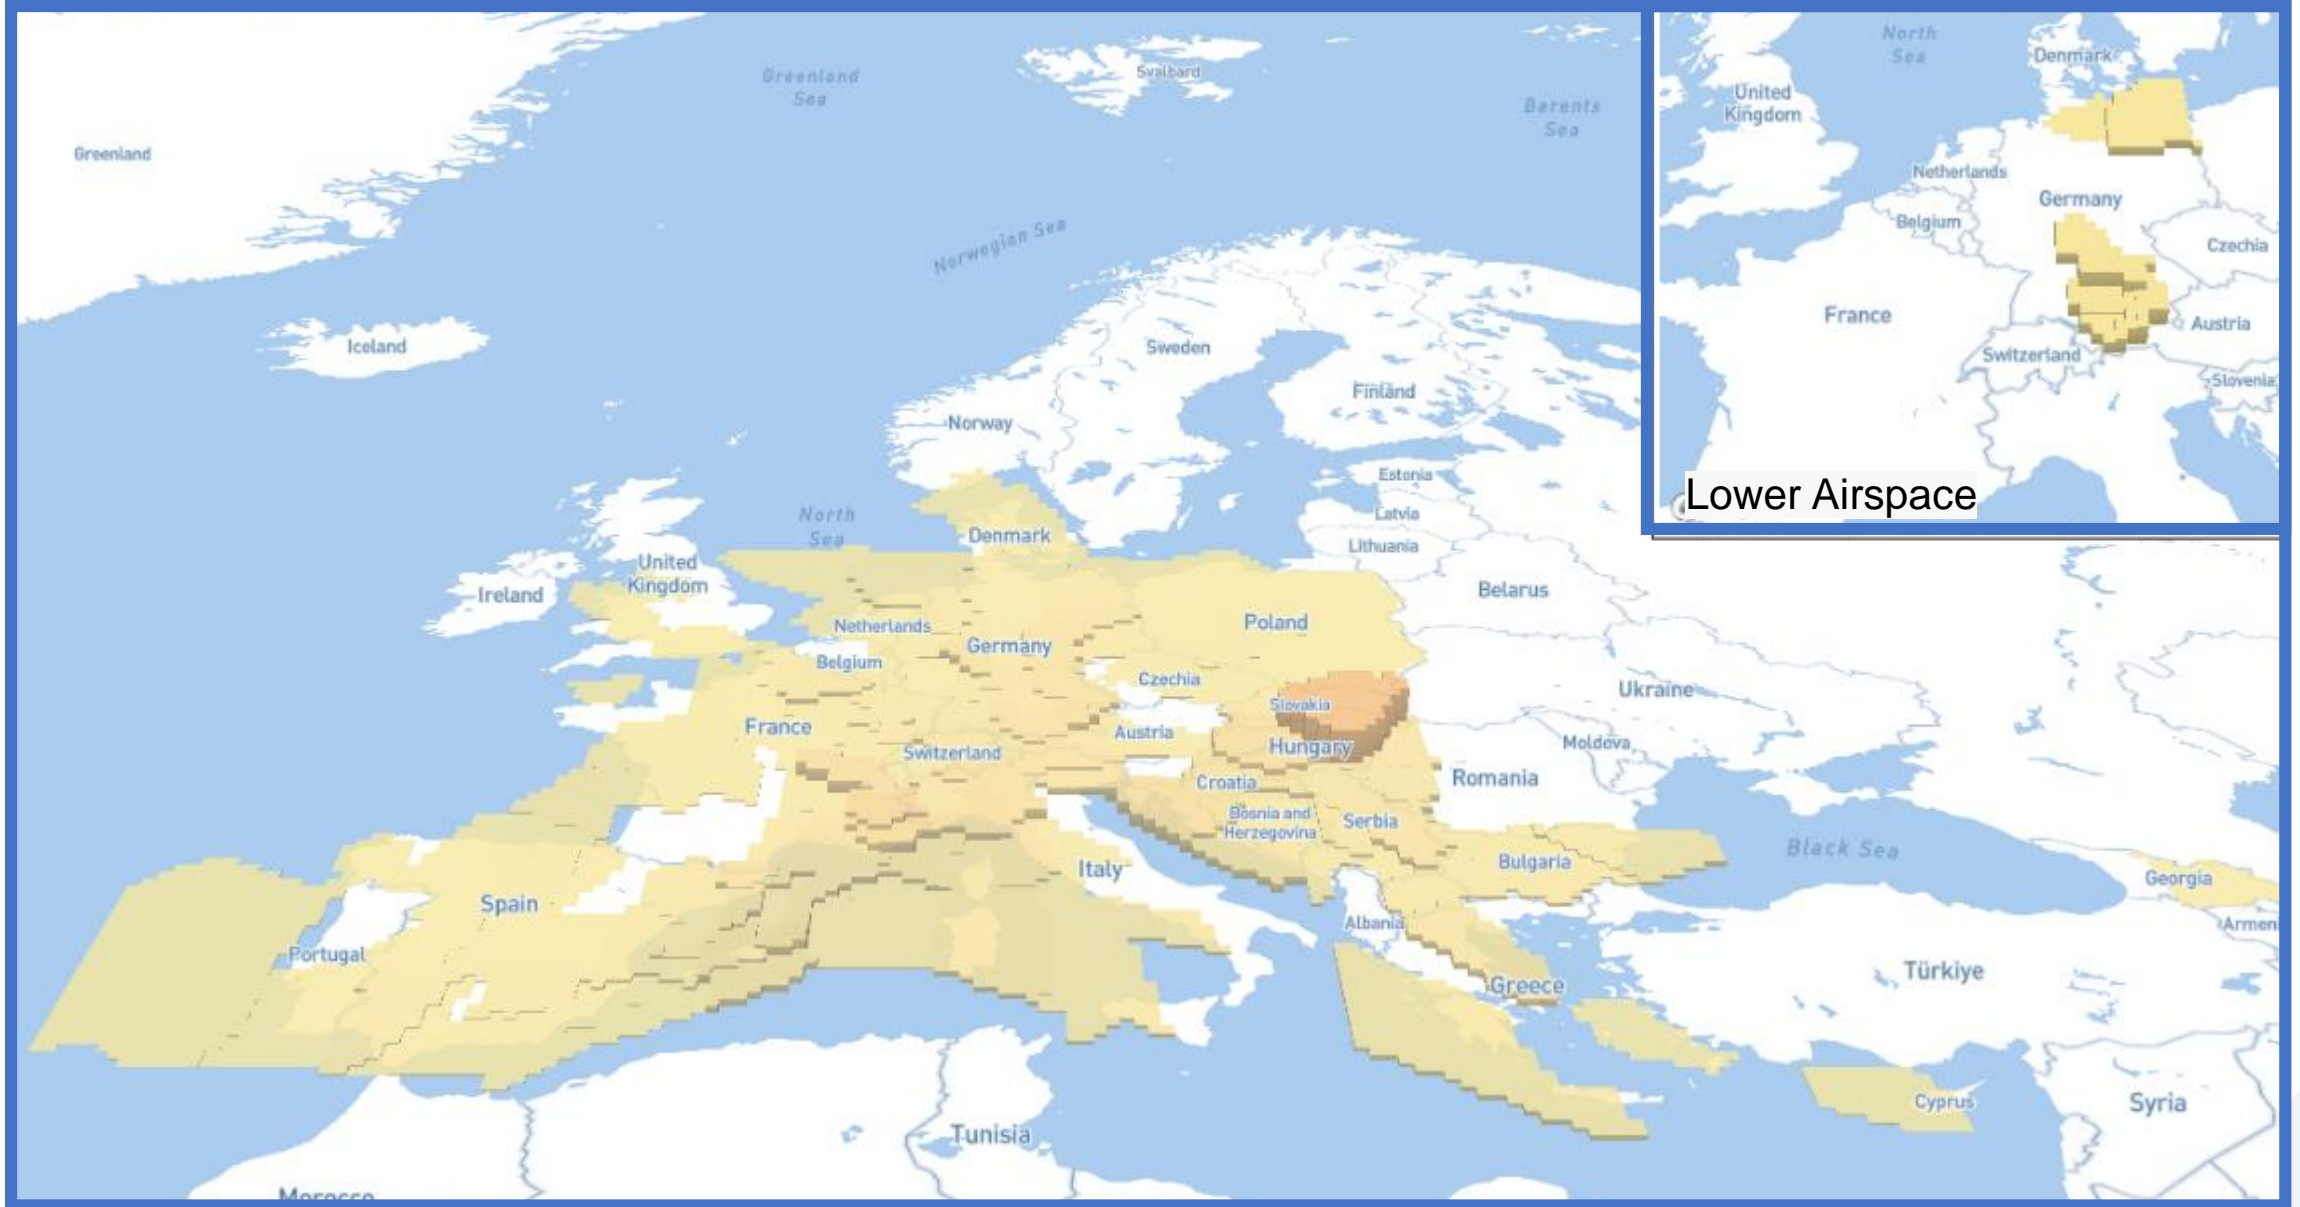 Greenland
Sea
Svalbard
Barents
Sea
Greenland
Norwegian Sea
Iceland
Sweden
Finland
Norway
Estonia
Latvia
Lithuania
North
Sea
Denmark
United
Kingdom
Ireland
Belarus
Netherlands
Poland
Germany
Belgium
Czechia
Ukraine
Slovakia
France
Austria
Hungary
Moldova
Switzerland
Croatia
Romania
Bosnia and
Herzegovina
Serbia
Black Sea
Bulgaria
Italy
Georgia
Spain
Albania
Armen
Portugal
Türkiye
Greece
Cyprus
Syria
Tunisia
Morocco
North
Sea
Denmark
United
Kingdom
Netherlands
Germany
Belgium
Czechia
France
Austria
Switzerland
Slovenia
Lower Airspace